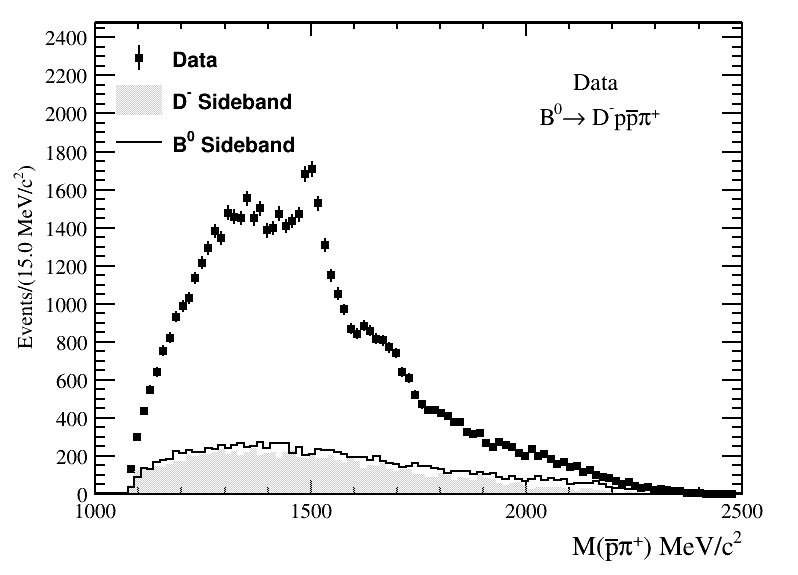 2400
2200
2000
1800
1600
1400
1200
1000
800
600
400
200
0
Events/(15.0 MeV/c²)
Data
D⁻ Sideband
B⁰ Sideband
Data
B⁰→ D⁻pp̅π⁺
1000 1500 2000 2500
M(p̅π⁺) MeV/c²